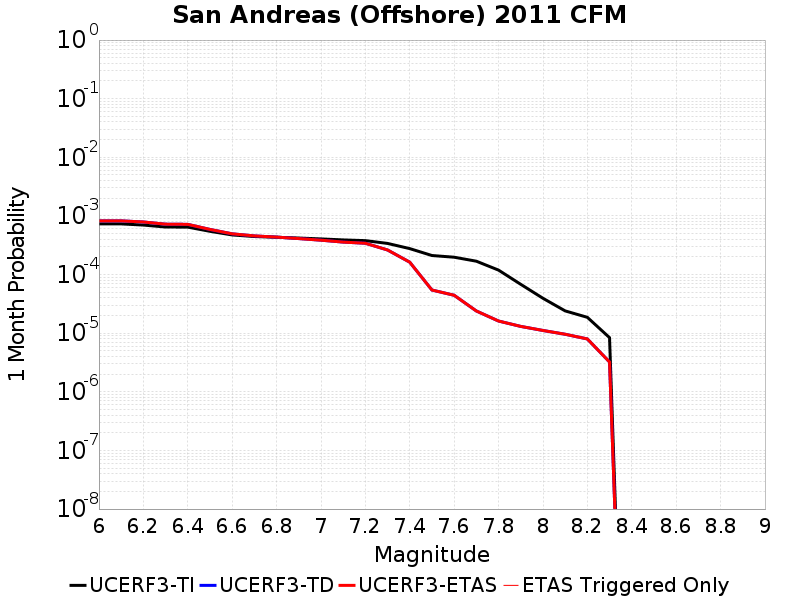 San Andreas (Offshore) 2011 CFM
1 Month Probability
10^0
10^-1
10^-2
10^-3
10^-4
10^-5
10^-6
10^-7
10^-8
6 6.2 6.4 6.6 6.8 7 7.2 7.4 7.6 7.8 8 8.2 8.4 8.6 8.8 9
Magnitude
UCERF3-TI UCERF3-TD UCERF3-ETAS ETAS Triggered Only